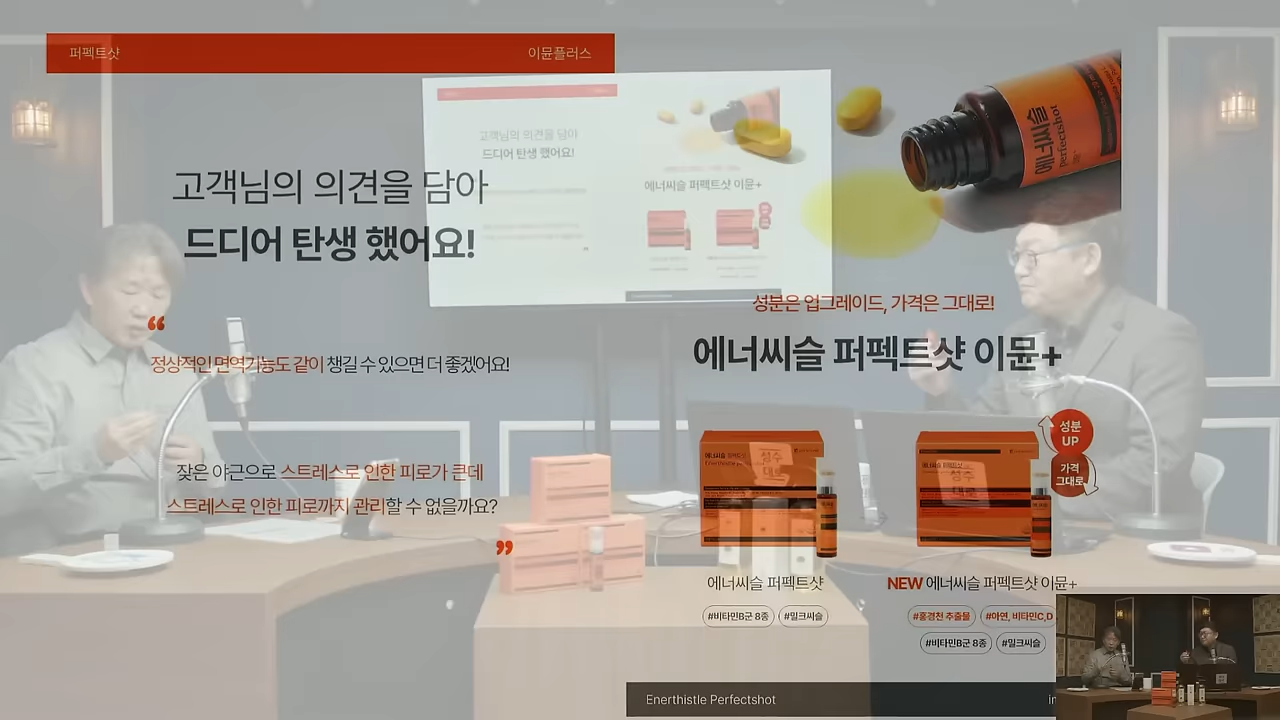 퍼펙트샷
이뮨플러스
고객님의 의견을 담아
드디어 탄생 했어요!
“
정상적인 면역기능도 같이 챙길 수 있으면 더 좋겠어요!
잦은 야근으로 스트레스로 인한 피로가 큰데
스트레스로 인한 피로까지 관리할 수 없을까요?
”
에너씨슬
Perfectshot
성분은 업그레이드, 가격은 그대로!
에너씨슬 퍼펙트샷 이뮨+
성분
UP
가격
그대로
에너씨슬 퍼펙트샷
#비타민B군 8종
#밀크씨슬
NEW 에너씨슬 퍼펙트샷 이뮨+
#홍경천 추출물
#아연, 비타민C,D
#비타민B군 8종
#밀크씨슬
Enerthistle Perfectshot
고객님의 의견을 담아
드디어 탄생 했어요!
에너씨슬 퍼펙트샷 이뮨+